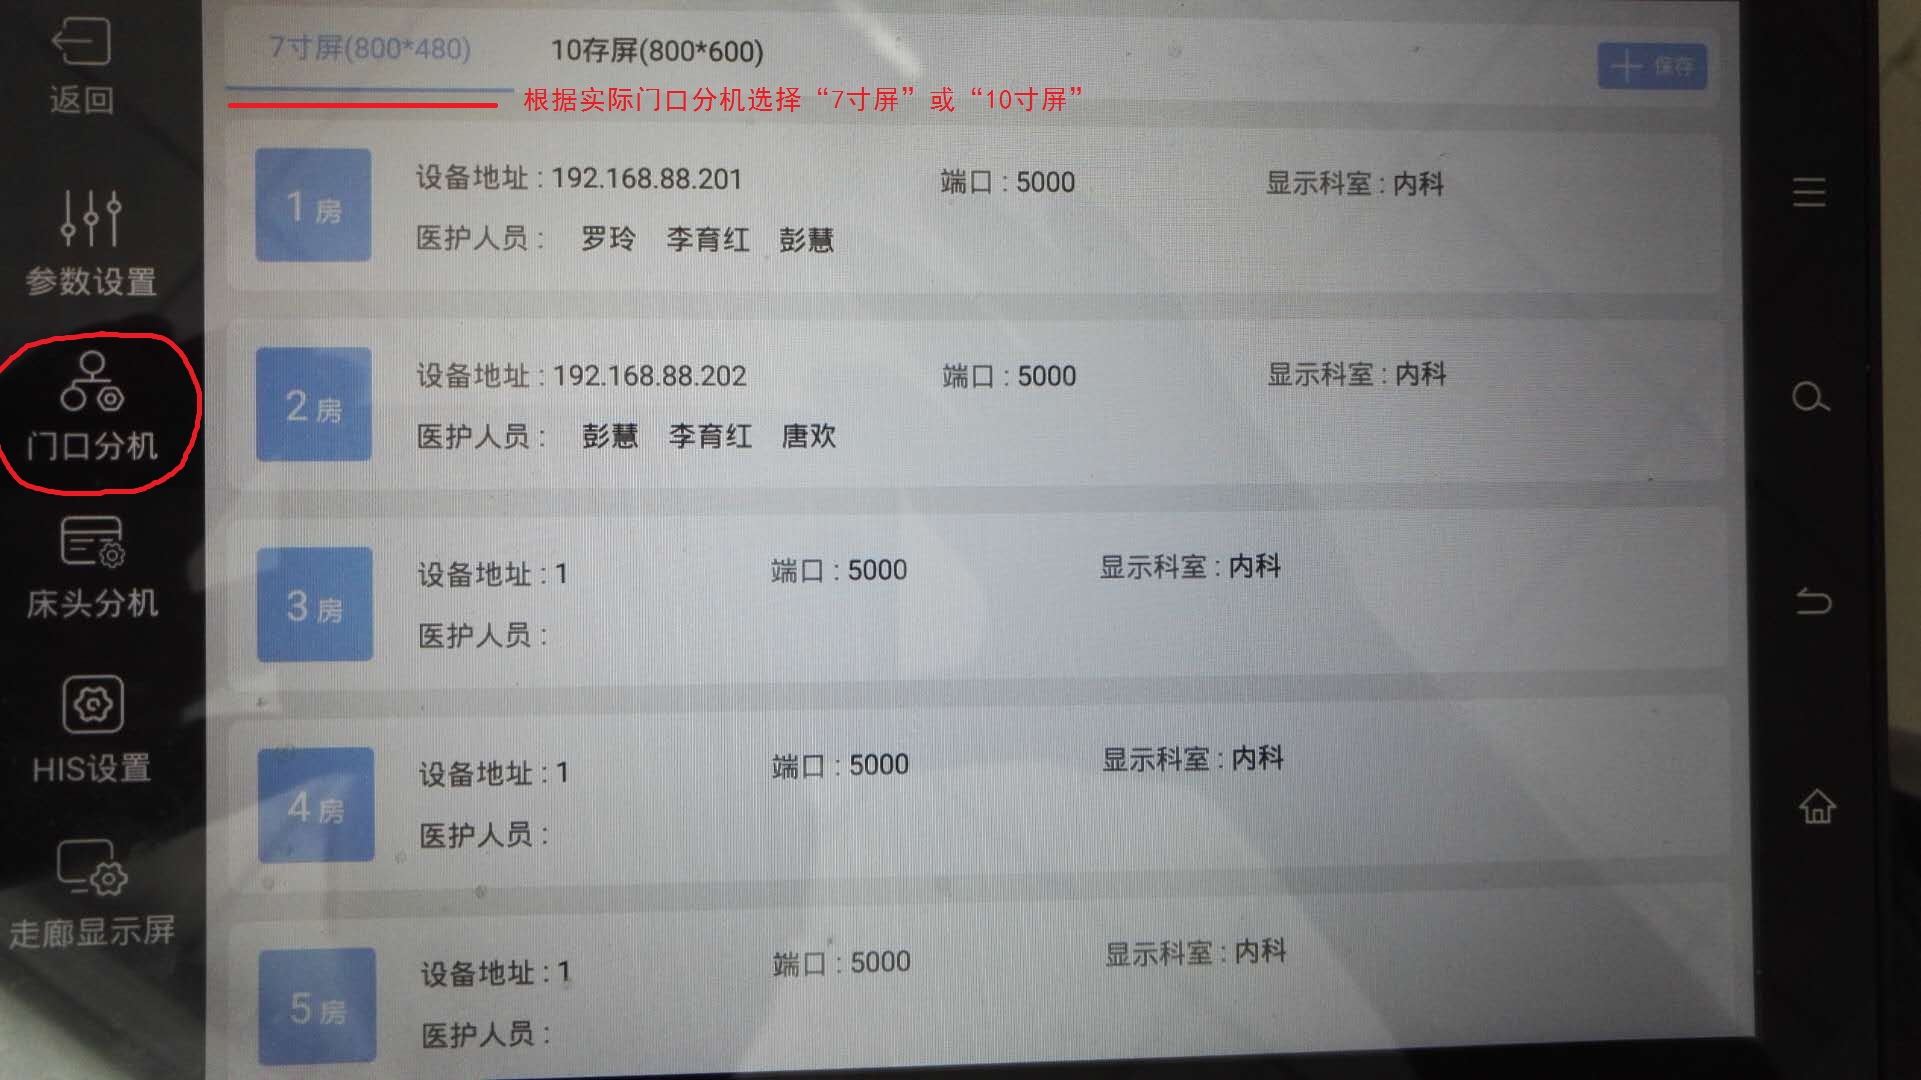 返回
参数设置
门口分机
床头分机
HIS设置
走廊显示屏
7寸屏(800*480)
10存屏(800*600)
保存
根据实际门口分机选择“7寸屏”或“10寸屏”
1房
设备地址 : 192.168.88.201
端口 : 5000
显示科室 : 内科
医护人员 : 罗玲 李育红 彭慧
2房
设备地址 : 192.168.88.202
端口 : 5000
显示科室 : 内科
医护人员 : 彭慧 李育红 唐欢
3房
设备地址 : 1
端口 : 5000
显示科室 : 内科
医护人员 :
4房
设备地址 : 1
端口 : 5000
显示科室 : 内科
医护人员 :
5房
设备地址 : 1
端口 : 5000
显示科室 : 内科
医护人员 :